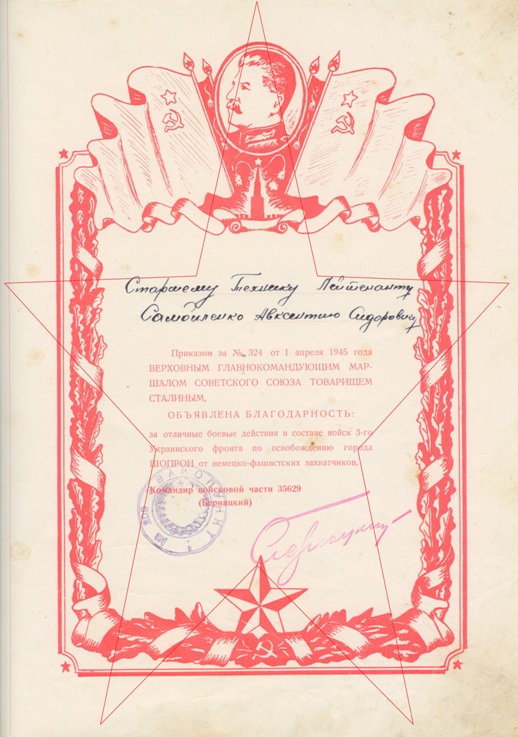 Старшему Технику Лейтенанту
Самойленко Авксентию Сидоровичу
Приказом за № 324 от 1 апреля 1945 года
ВЕРХОВНЫМ ГЛАВНОКОМАНДУЮЩИМ МАР-
ШАЛОМ СОВЕТСКОГО СОЮЗА ТОВАРИЩЕМ
СТАЛИНЫМ,
ОБЪЯВЛЕНА БЛАГОДАРНОСТЬ:
за отличные боевые действия в составе войск 3-го
Украинского фронта по освобождению города
ШОПРОН от немецко-фашистских захватчиков.
Командир войсковой части 35629
(Бернацкий)